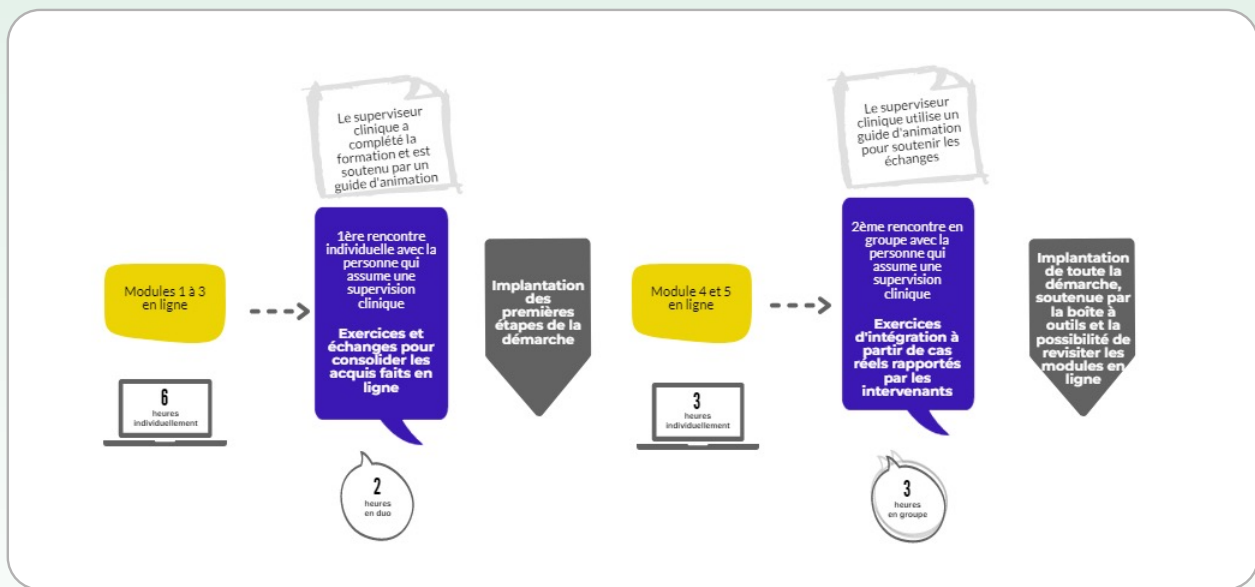 Le superviseur
clinique a
complété la
formation et est
soutenu par un
guide d'animation
Modules 1 à 3
en ligne
6
heures
individuellement
1ère rencontre
individuelle avec la
personne qui
assume une
supervision
clinique
Exercices et
échanges pour
consolider les
acquis faits en
ligne
2
heures
en duo
Implantation
des
premières
étapes de la
démarche
Module 4 et 5
en ligne
3
heures
individuellement
Le superviseur
clinique utilise un
guide d'animation
pour soutenir les
échanges
2ème rencontre en
groupe avec la
personne qui
assume une
supervision
clinique
Exercices
d'intégration à
partir de cas
réels rapportés
par les
intervenants
3
heures
en groupe
Implantation
de toute la
démarche,
soutenue par
la boîte à
outils et la
possibilité de
revisiter les
modules en
ligne